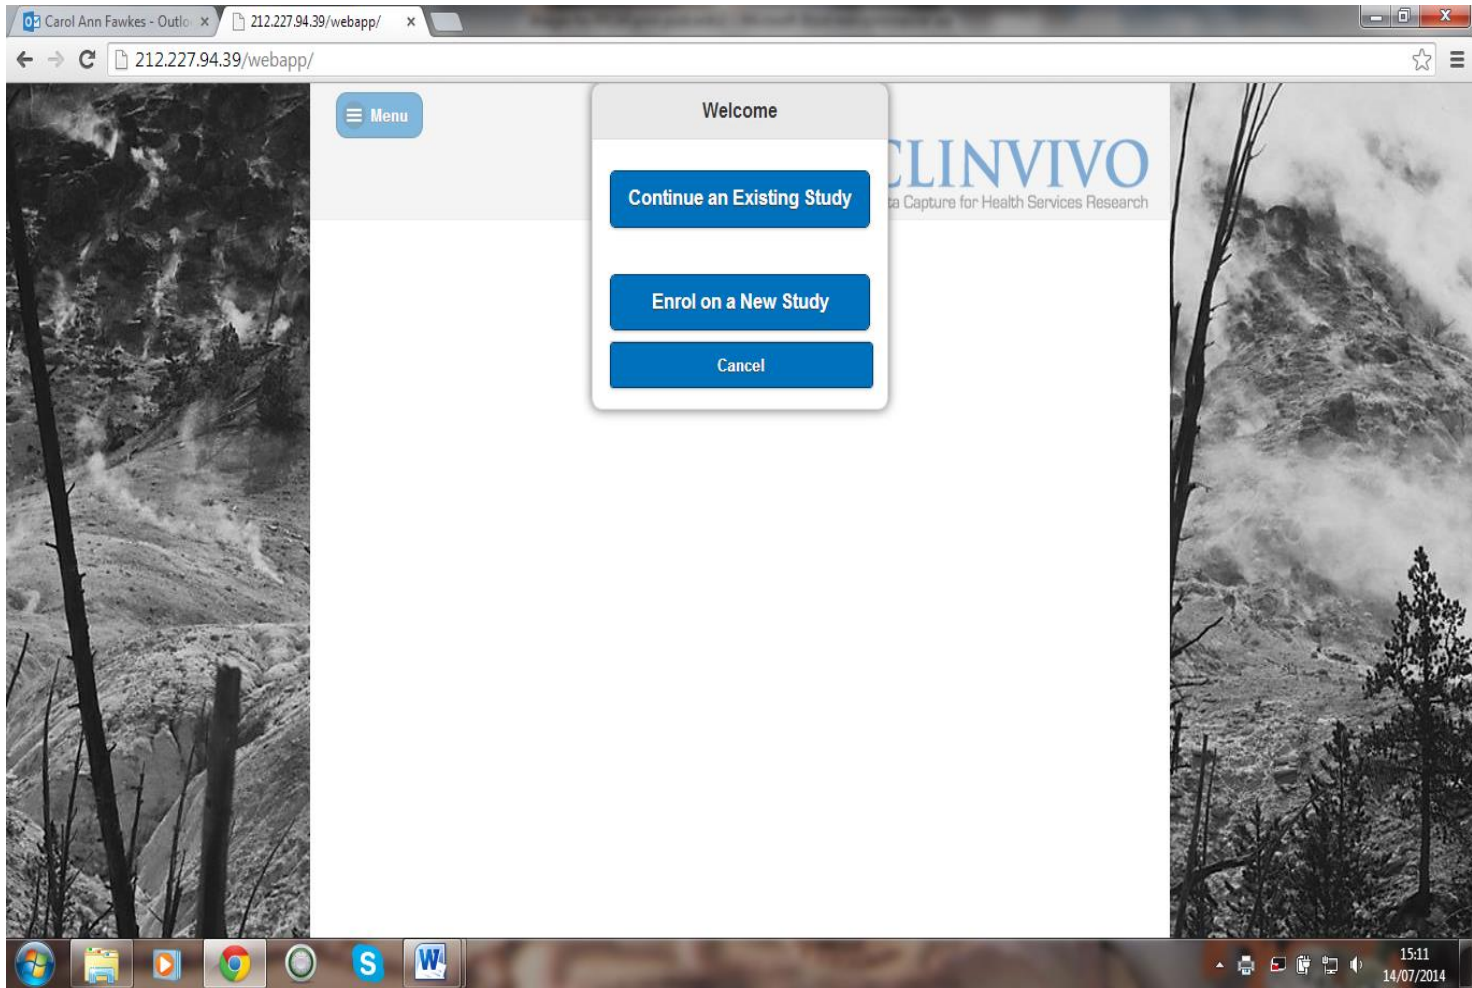 Carol Ann Fawkes - Outlo
212.227.94.39/webapp/
212.227.94.39/webapp/
Menu
Welcome
CLINVIVO
ta Capture for Health Services Research
Continue an Existing Study
Enrol on a New Study
Cancel
15:11
14/07/2014